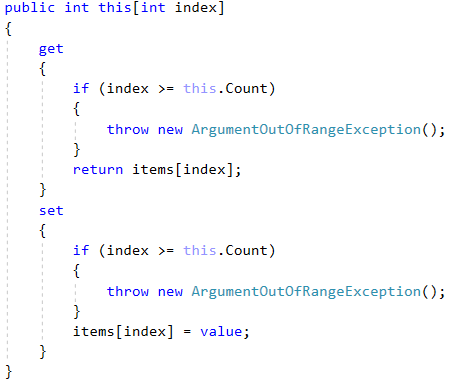 public int this[int index]
{
    get
    {
        if (index >= this.Count)
        {
            throw new ArgumentOutOfRangeException();
        }
        return items[index];
    }
    set
    {
        if (index >= this.Count)
        {
            throw new ArgumentOutOfRangeException();
        }
        items[index] = value;
    }
}